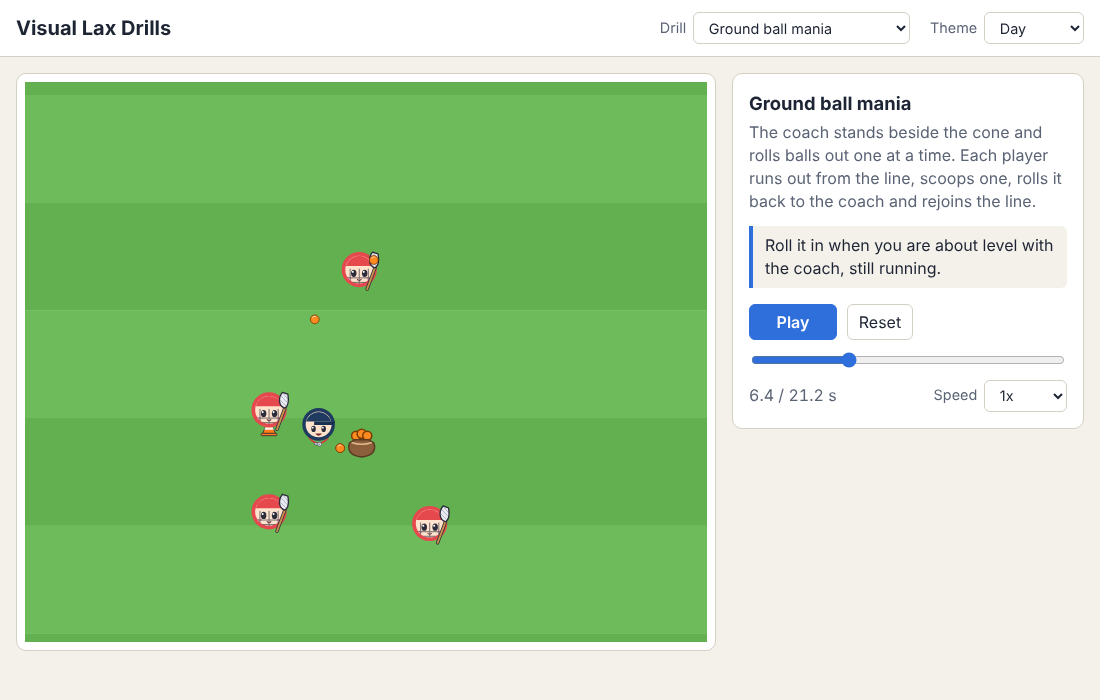 Visual Lax Drills
Drill
Ground ball mania
Theme
Day
Ground ball mania
The coach stands beside the cone and
rolls balls out one at a time. Each player
runs out from the line, scoops one, rolls it
back to the coach and rejoins the line.
Roll it in when you are about level with
the coach, still running.
Play
Reset
6.4 / 21.2 s
Speed
1x